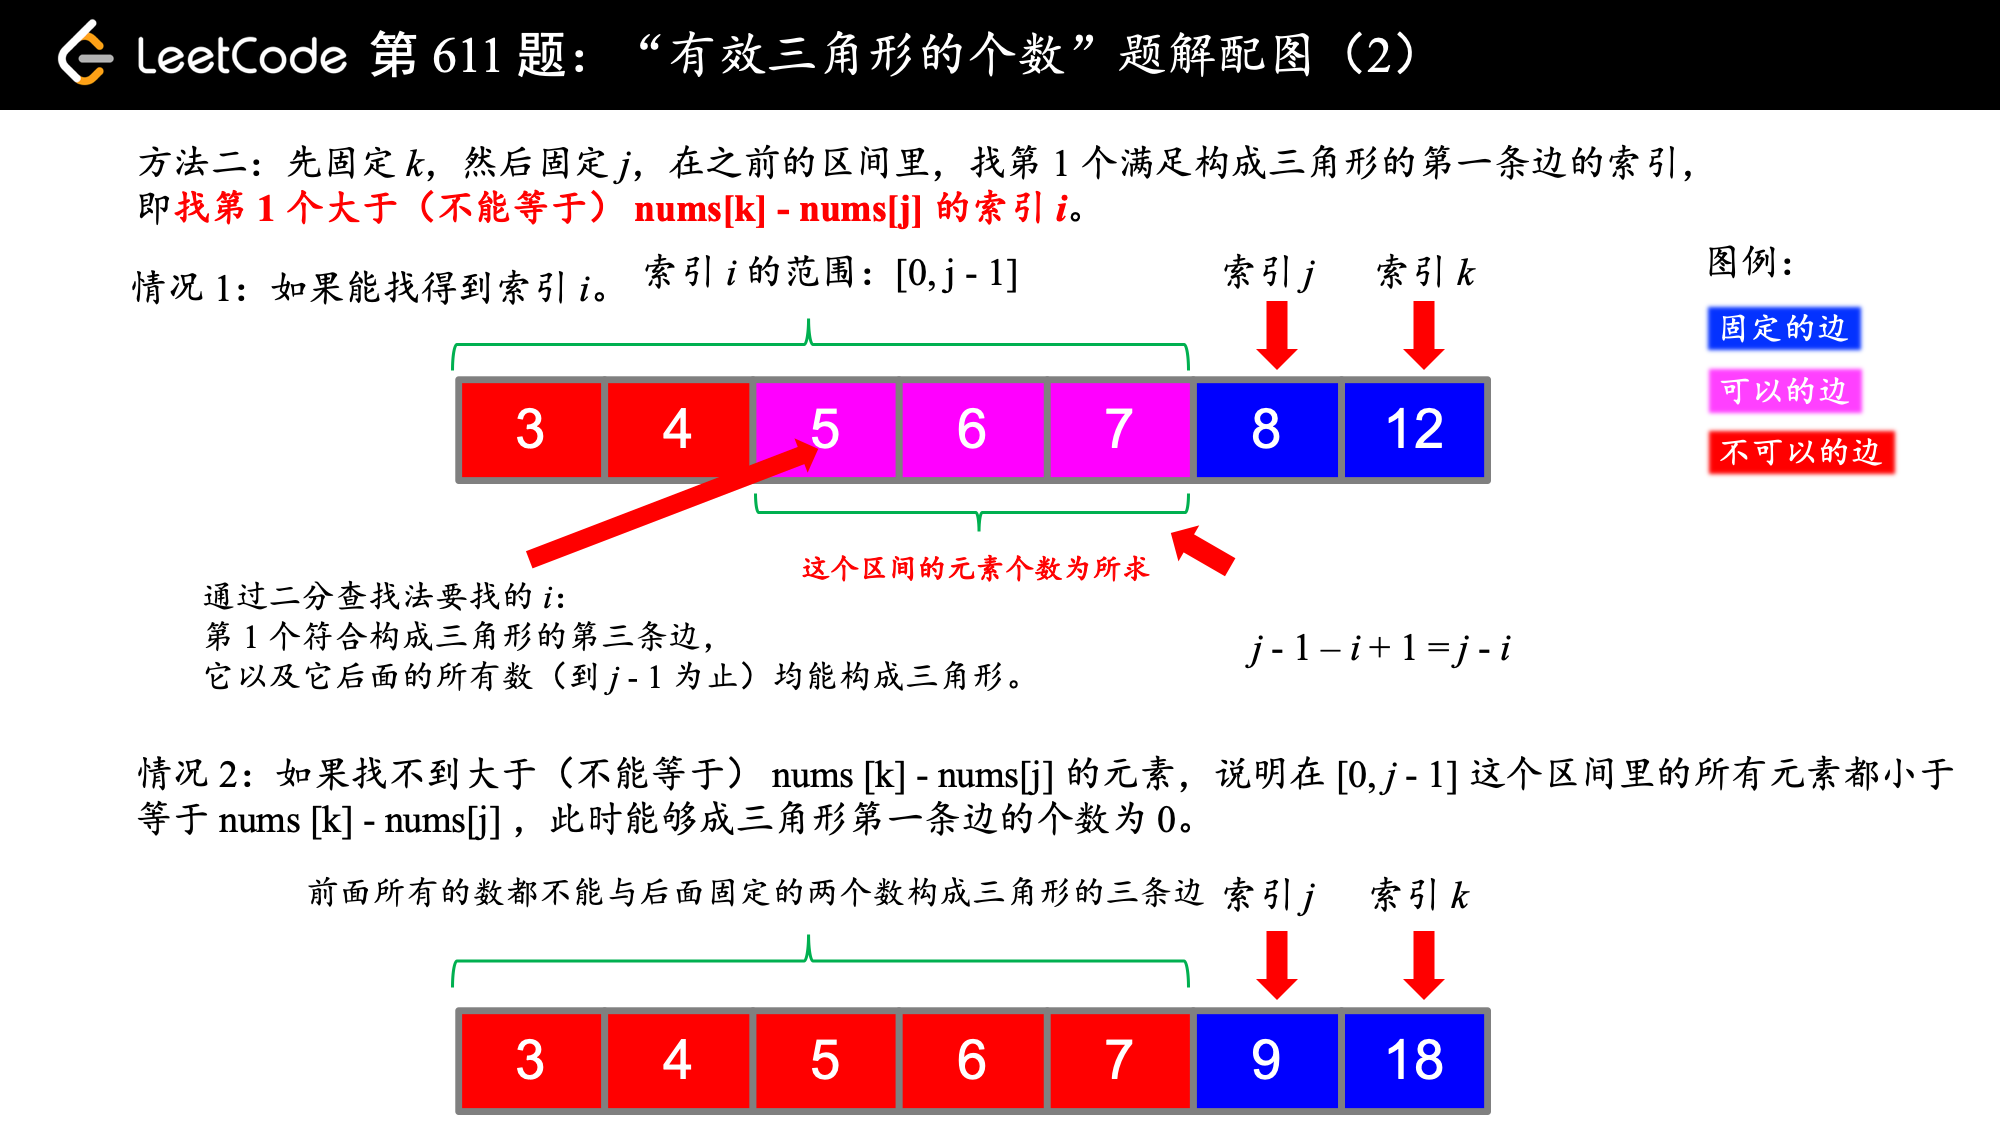 LeetCode 第 611 题：“有效三角形的个数”题解配图（2）
方法二：先固定 k，然后固定 j，在之前的区间里，找第 1 个满足构成三角形的第一条边的索引，
即找第 1 个大于（不能等于） nums[k] - nums[j] 的索引 i。
情况 1：如果能找得到索引 i。
索引 i 的范围：[0, j - 1]
索引 j
索引 k
图例：
固定的边
可以的边
不可以的边
3 4 5 6 7 8 12
这个区间的元素个数为所求
通过二分查找法要找的 i：
第 1 个符合构成三角形的第三条边，
它以及它后面的所有数（到 j - 1 为止）均能构成三角形。
j - 1 – i + 1 = j - i
情况 2：如果找不到大于（不能等于） nums [k] - nums[j] 的元素，说明在 [0, j - 1] 这个区间里的所有元素都小于
等于 nums [k] - nums[j] ，此时能够成三角形第一条边的个数为 0。
前面所有的数都不能与后面固定的两个数构成三角形的三条边
索引 j
索引 k
3 4 5 6 7 9 18